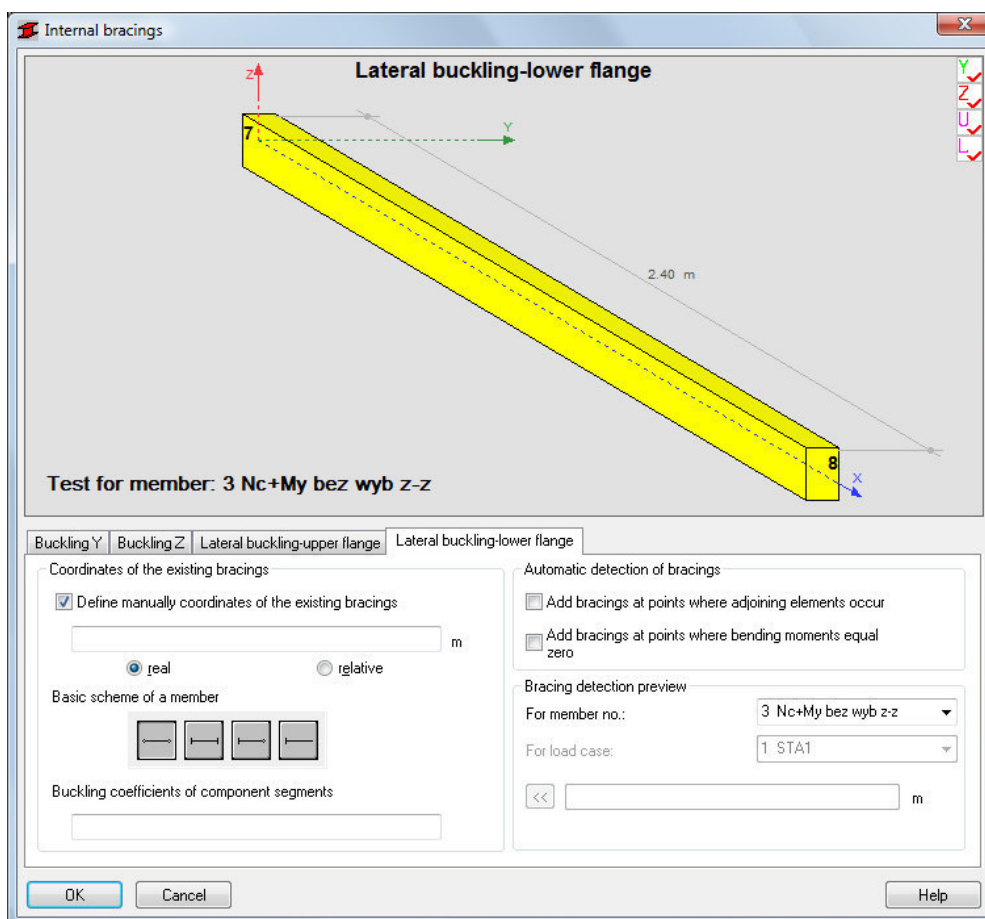 Internal bracings
Lateral buckling-lower flange
Z
Y
7
Y
Z
U
L
2.40 m
8
X
Test for member: 3 Nc+My bez wyb z-z
Buckling Y
Buckling Z
Lateral buckling-upper flange
Lateral buckling-lower flange
Coordinates of the existing bracings
Define manually coordinates of the existing bracings
m
real
relative
Basic scheme of a member
Buckling coefficients of component segments
Automatic detection of bracings
Add bracings at points where adjoining elements occur
Add bracings at points where bending moments equal
zero
Bracing detection preview
For member no.:
3 Nc+My bez wyb z-z
For load case:
1 STA1
<<
m
OK
Cancel
Help